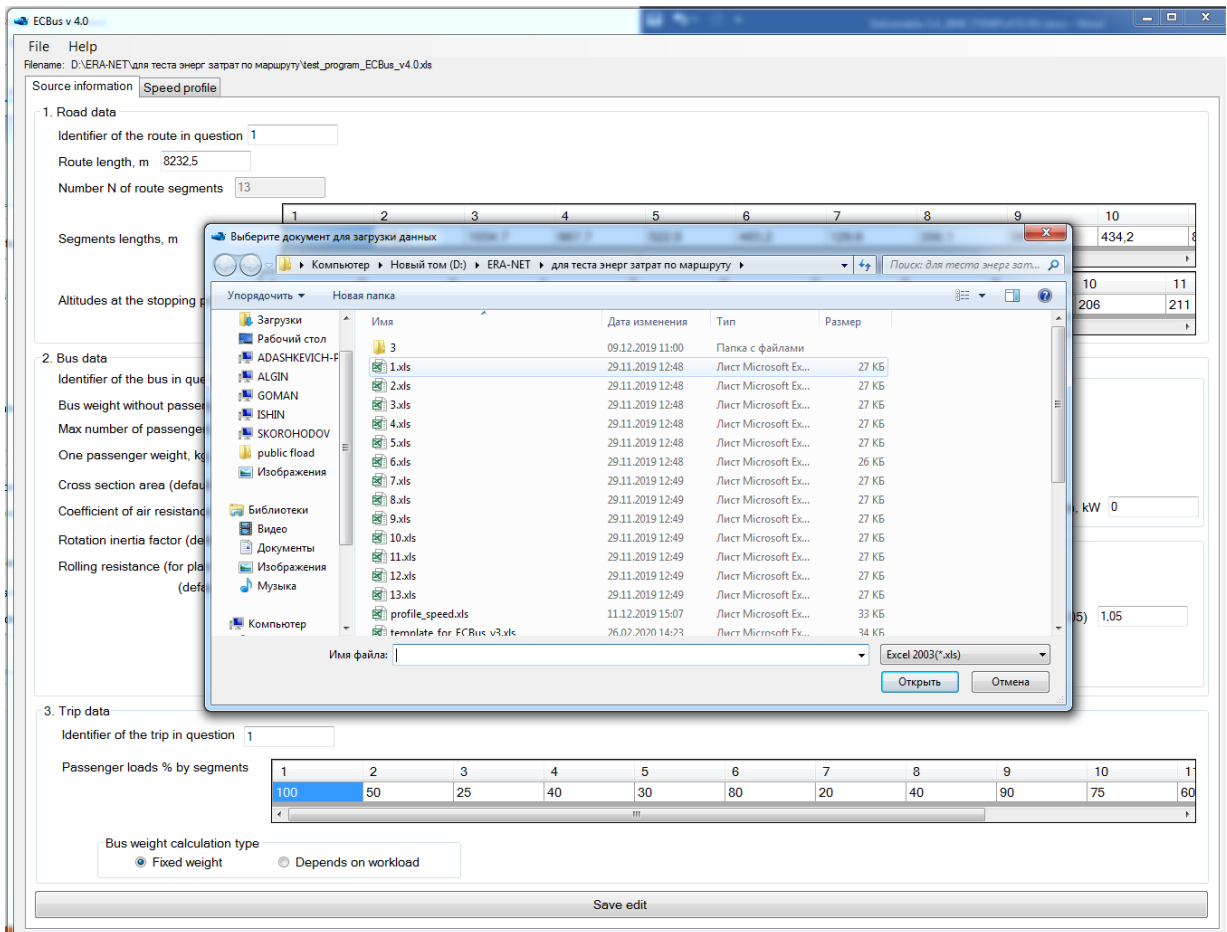 ECBus v 4.0
File Help
Filename: D:\ERA-NET\для теста энерг затрат по маршруту\test_program_ECBus_v4.0.xls
Source information Speed profile
1. Road data
Identifier of the route in question 1
Route length, m 8232,5
Number N of route segments 13
1 2 3 4 5 6 7 8 9 10
Segments lengths, m 434,2
10 11
Altitudes at the stopping 206 211
Выберите документ для загрузки данных
Компьютер Новый том (D:) ERA-NET для теста энерг затрат по маршруту Поиск: для теста энерг зат...
Упорядочить Новая папка
Имя Дата изменения Тип Размер
Загрузки
Рабочий стол
ADASHKEVICH-P
ALGIN
GOMAN
ISHIN
SKOROHODOV
public fload
Изображения
Библиотеки
Видео
Документы
Изображения
Музыка
Компьютер
3 09.12.2019 11:00 Папка с файлами
1.xls 29.11.2019 12:48 Лист Microsoft Ex... 27 КБ
2.xls 29.11.2019 12:48 Лист Microsoft Ex... 27 КБ
3.xls 29.11.2019 12:48 Лист Microsoft Ex... 27 КБ
4.xls 29.11.2019 12:48 Лист Microsoft Ex... 27 КБ
5.xls 29.11.2019 12:48 Лист Microsoft Ex... 27 КБ
6.xls 29.11.2019 12:48 Лист Microsoft Ex... 26 КБ
7.xls 29.11.2019 12:49 Лист Microsoft Ex... 27 КБ
8.xls 29.11.2019 12:49 Лист Microsoft Ex... 27 КБ
9.xls 29.11.2019 12:49 Лист Microsoft Ex... 27 КБ
10.xls 29.11.2019 12:49 Лист Microsoft Ex... 27 КБ
11.xls 29.11.2019 12:49 Лист Microsoft Ex... 27 КБ
12.xls 29.11.2019 12:49 Лист Microsoft Ex... 27 КБ
13.xls 29.11.2019 12:49 Лист Microsoft Ex... 27 КБ
profile_speed.xls 11.12.2019 15:07 Лист Microsoft Ex... 33 КБ
template_for_ECBus_v3.xls 26.02.2020 14:23 Лист Microsoft Ex... 34 КБ
Имя файла: Excel 2003(*.xls)
Открыть Отмена
2. Bus data
Identifier of the bus in que
Bus weight without passe
Max number of passenge
One passenger weight, kg
Cross section area (defau
Coefficient of air resistanc , kW 0
Rotation inertia factor (de
Rolling resistance (for pla
(defa 05) 1,05
3. Trip data
Identifier of the trip in question 1
Passenger loads % by segments
1 2 3 4 5 6 7 8 9 10 11
100 50 25 40 30 80 20 40 90 75 60
Bus weight calculation type
Fixed weight Depends on workload
Save edit